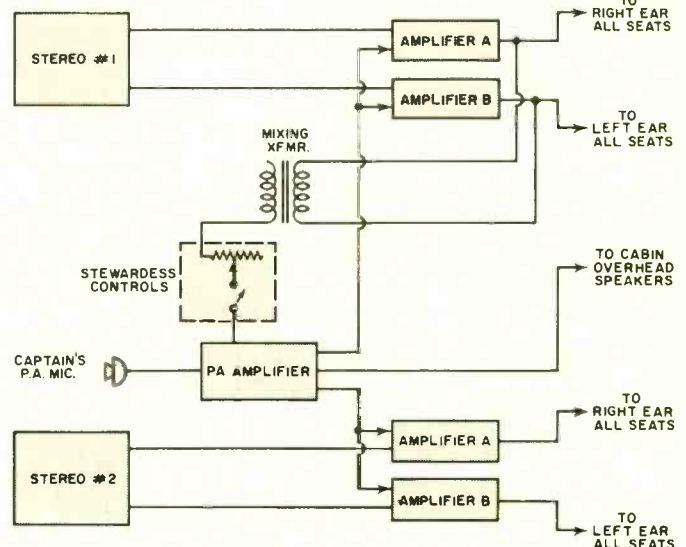 STEREO #1
AMPLIFIER A
TO
RIGHT EAR
ALL SEATS
AMPLIFIER B
TO
LEFT EAR
ALL SEATS
MIXING
XFMR.
STEWARDESS
CONTROLS
TO CABIN
OVERHEAD
SPEAKERS
CAPTAIN'S
P.A. MIC.
PA AMPLIFIER
STEREO #2
AMPLIFIER A
TO
RIGHT EAR
ALL SEATS
AMPLIFIER B
TO
LEFT EAR
ALL SEATS